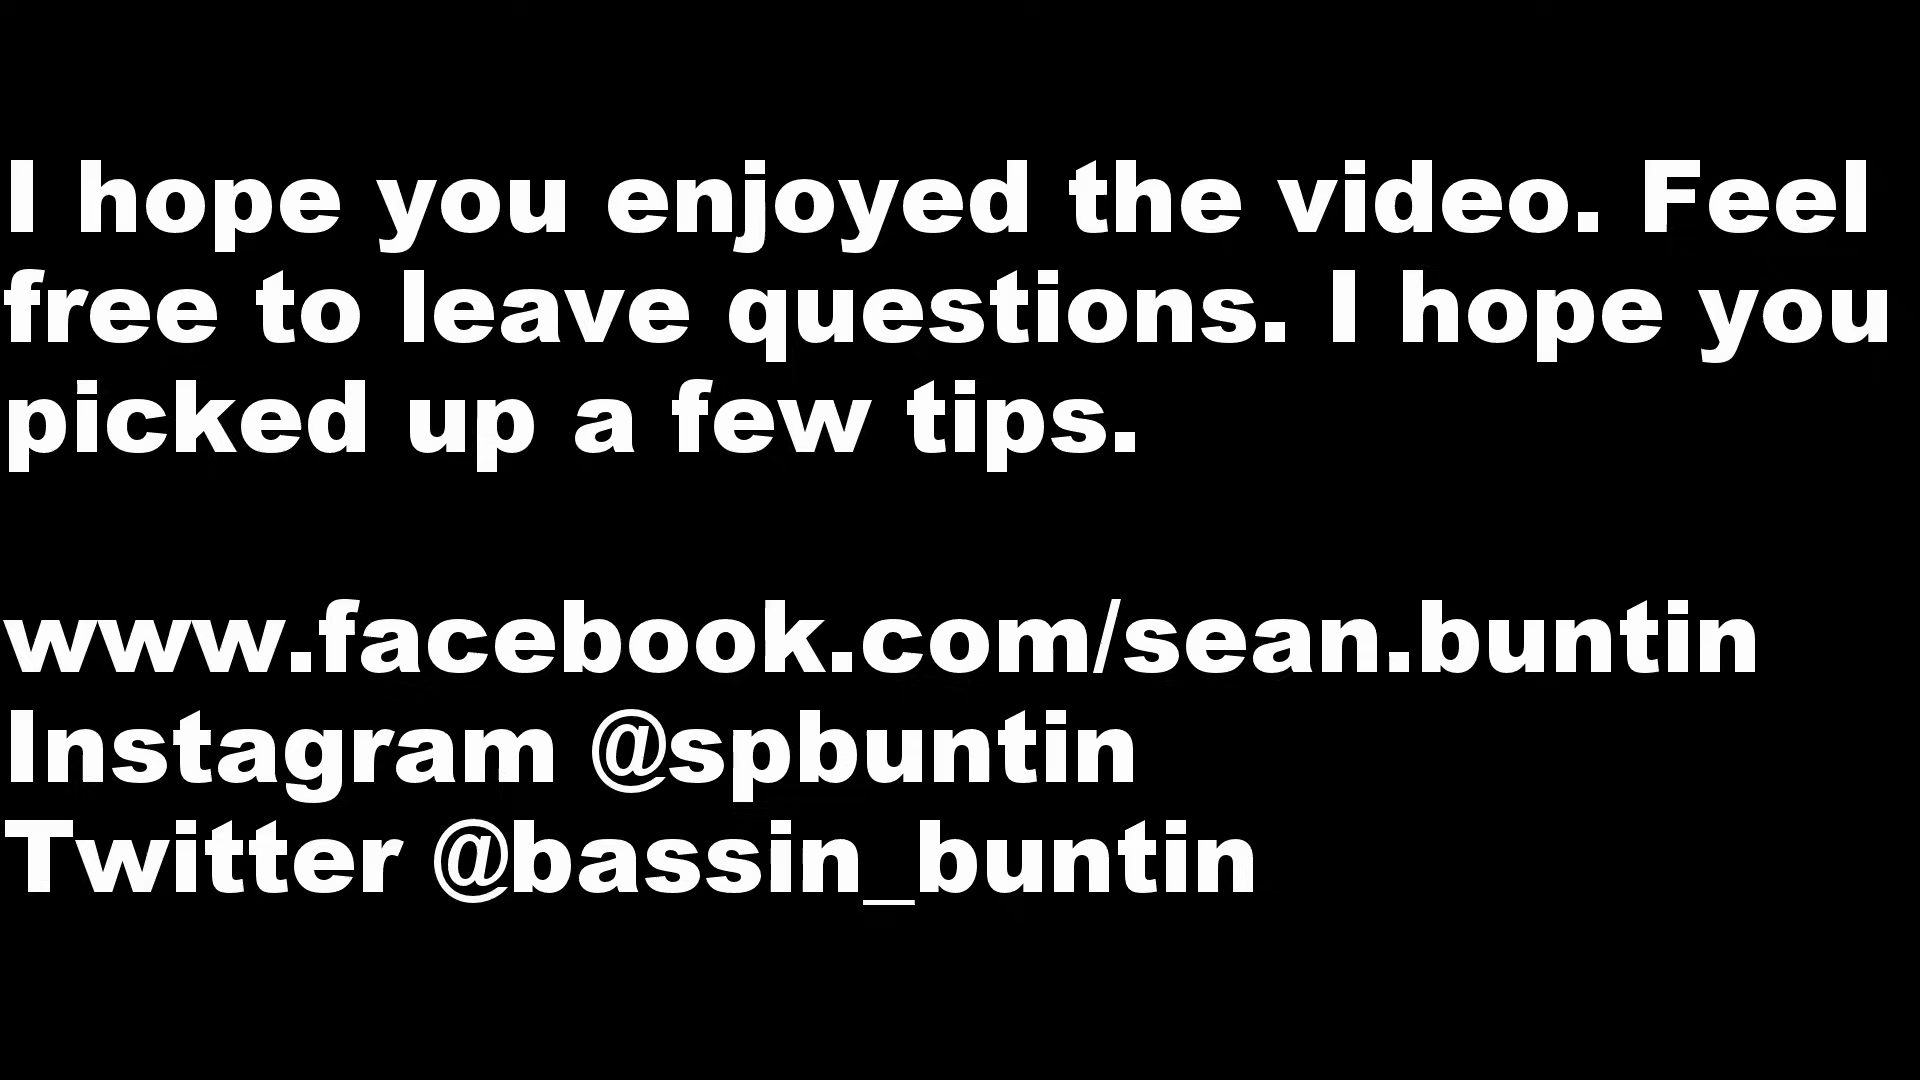 I hope you enjoyed the video. Feel
free to leave questions. I hope you
picked up a few tips.
www.facebook.com/sean.buntin
Instagram @spbuntin
Twitter @bassin_buntin